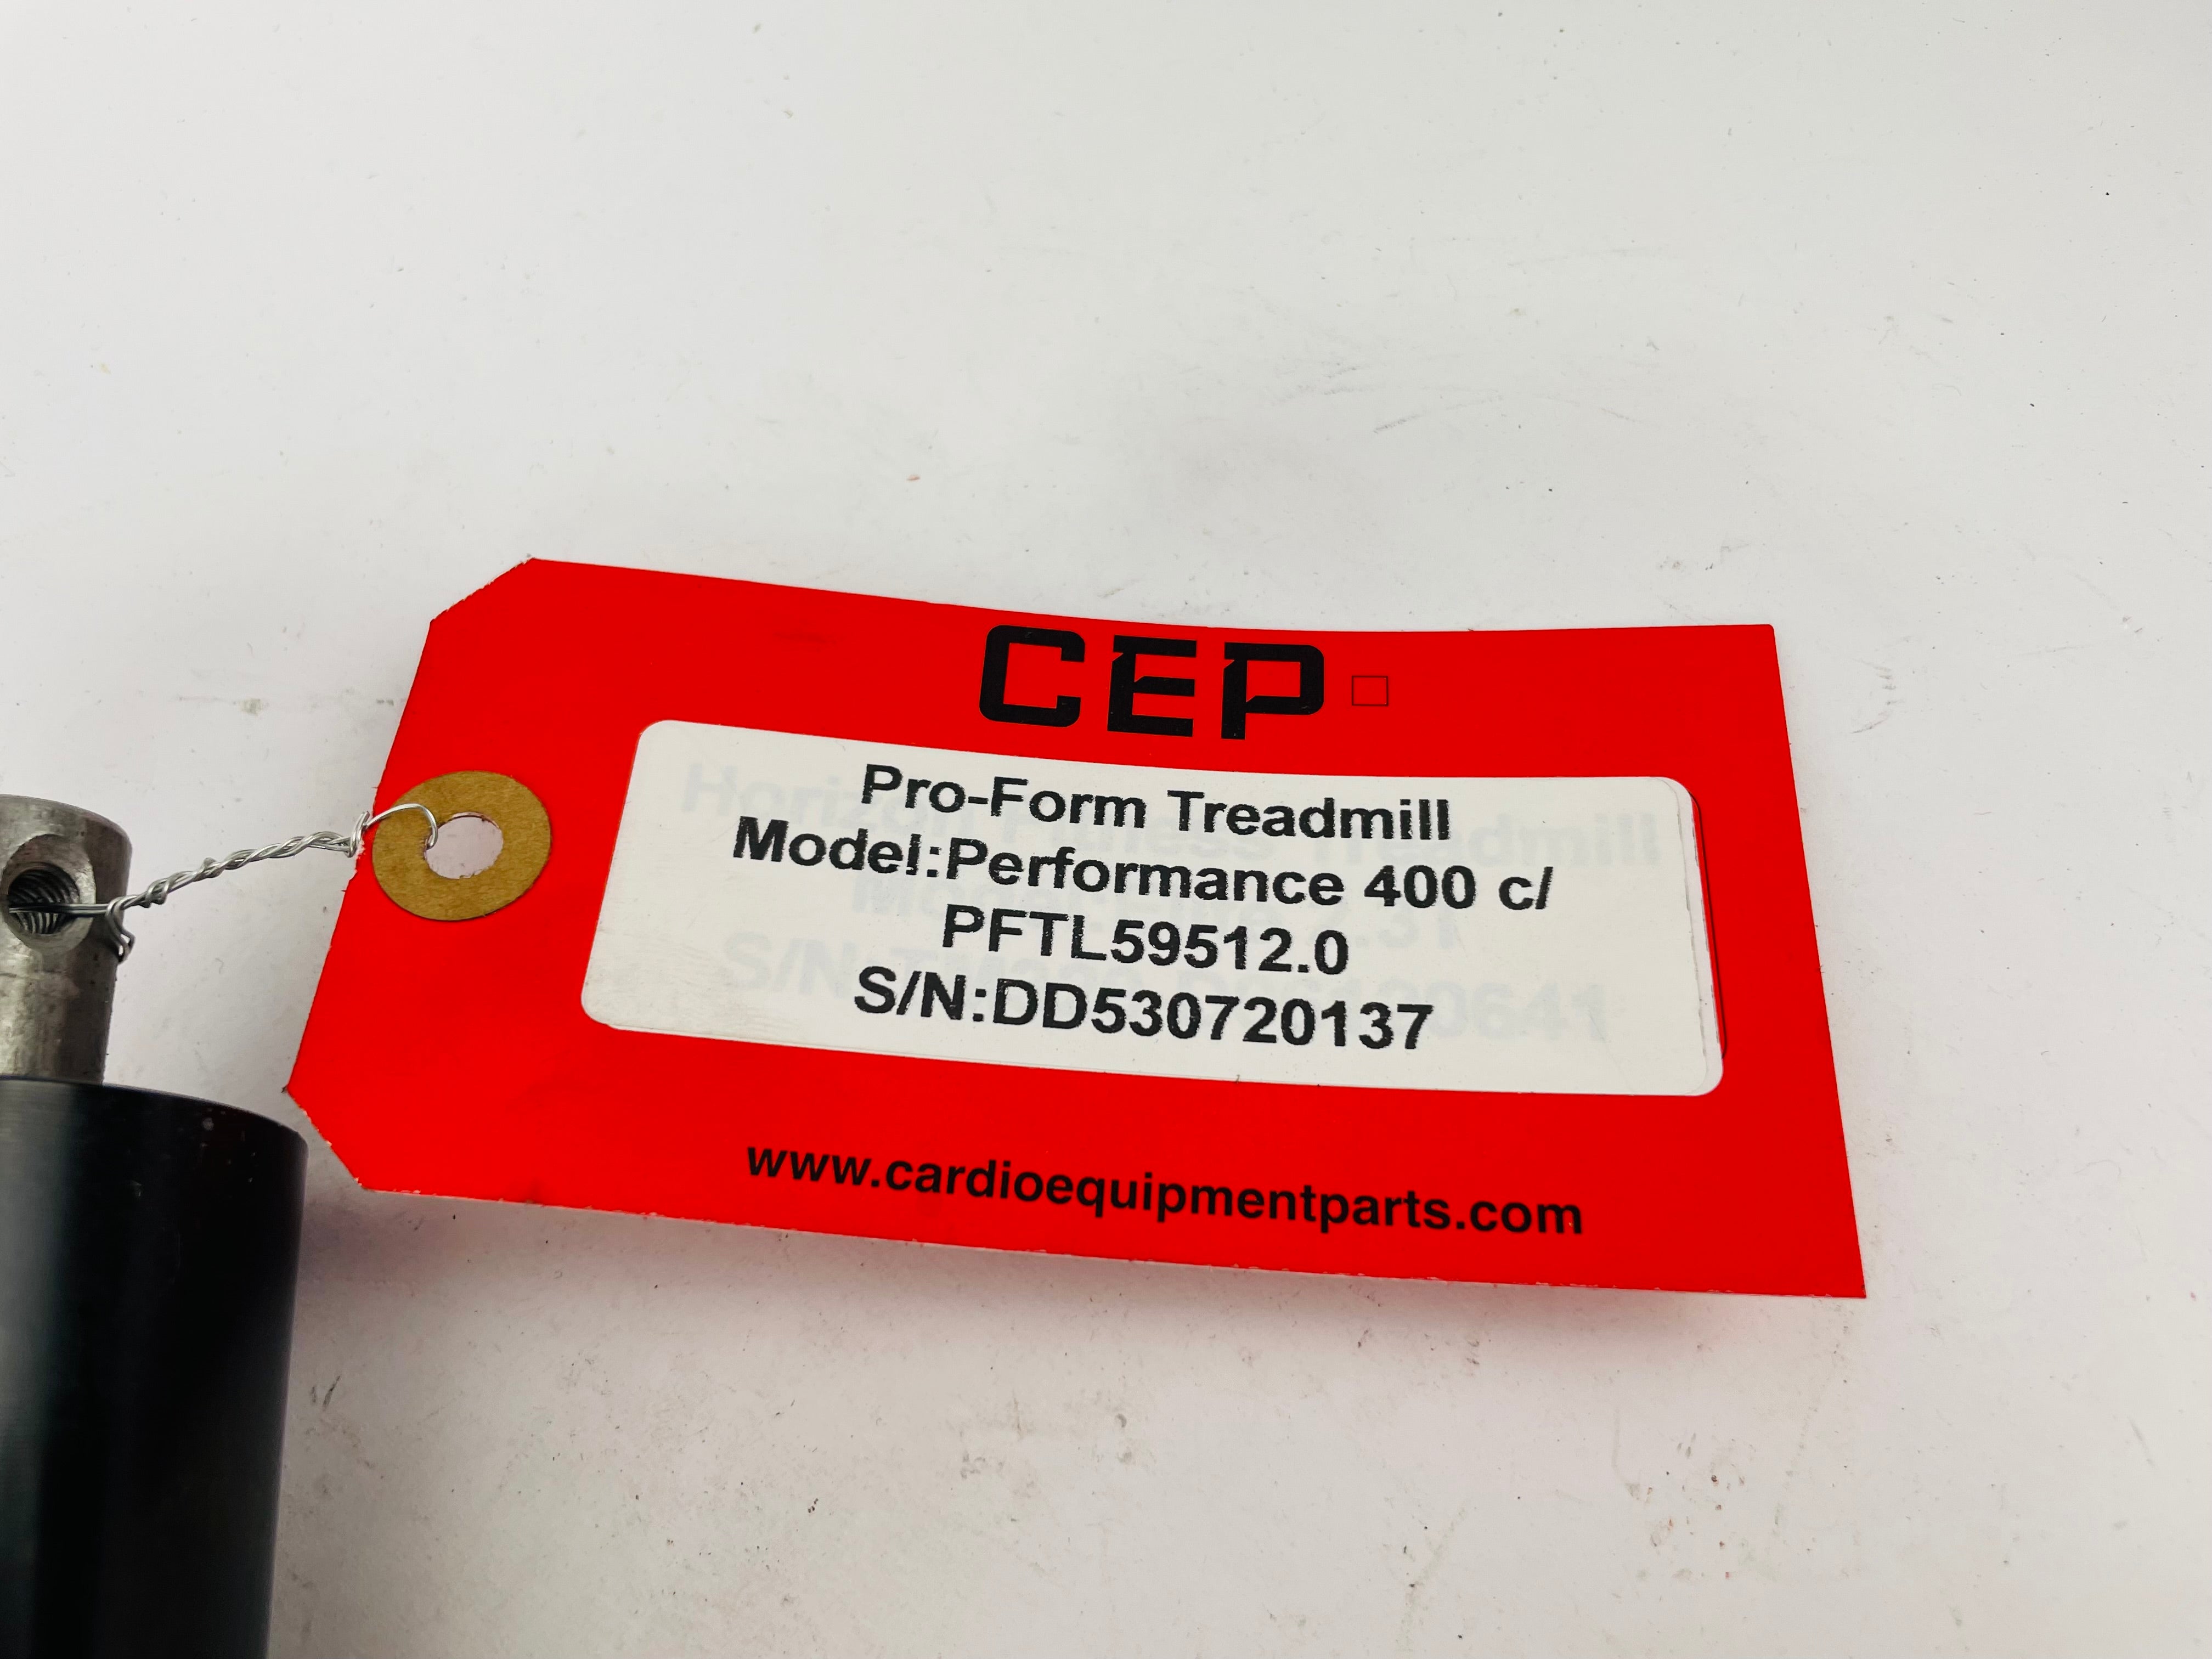 CEP
Pro-Form Treadmill
Model:Performance 400 c/
PFTL59512.0
S/N:DD530720137
www.cardioequipmentparts.com